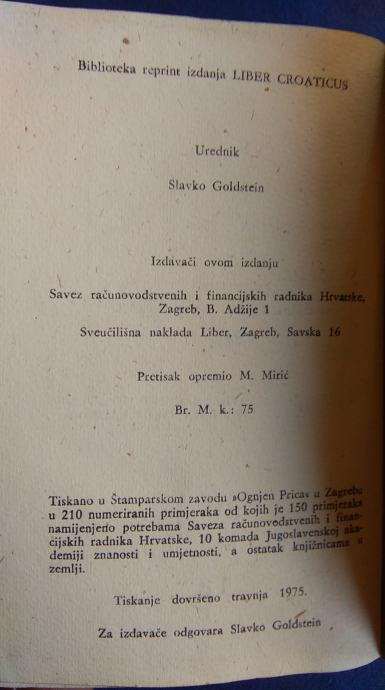 Biblioteka reprint izdanja LIBER CROATICUS
Urednik
Slavko Goldstein
Izdavači ovom izdanju
Savez računovodstvenih i financijskih radnika Hrvatske,
Zagreb, B. Adžije 1
Sveučilišna naklada Liber, Zagreb, Savska 16
Pretisak opremio M. Mirić
Br. M. k.: 75
Tiskano u Štamparskom zavodu »Ognjen Prica« u Zagrebu
u 210 numeriranih primjeraka od kojih je 150 primjeraka
namijenjeno potrebama Saveza računovodstvenih i finan-
cijskih radnika Hrvatske, 10 komada Jugoslavenskoj aka-
demiji znanosti i umjetnosti, a ostatak knjižnicama u
zemlji.
Tiskanje dovršeno travnja 1975.
Za izdavače odgovara Slavko Goldstein